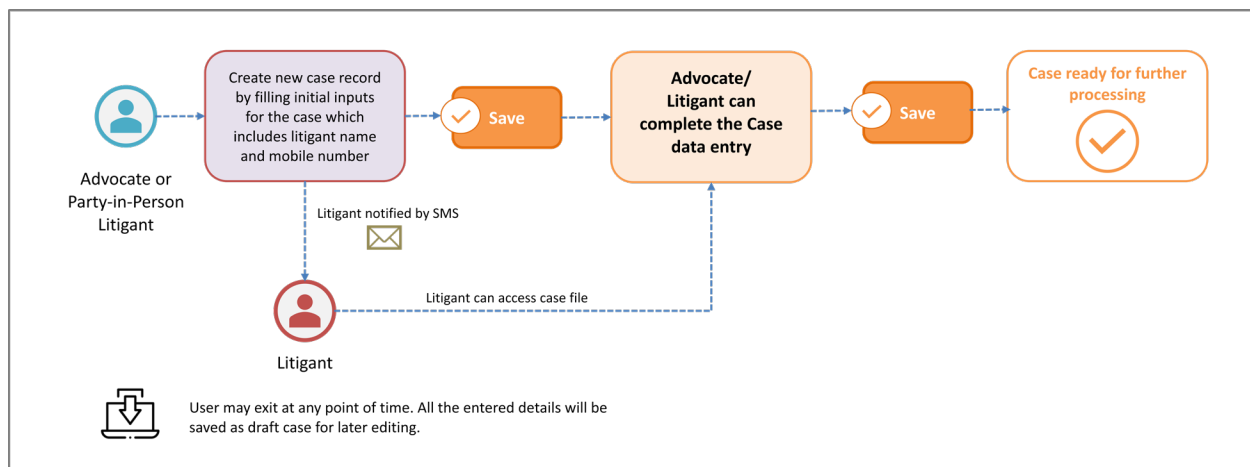 Create new case record
by filling initial inputs
for the case which
includes litigant name
and mobile number
Save
Advocate/
Litigant can
complete the Case
data entry
Save
Case ready for further
processing
Advocate or
Party-in-Person
Litigant
Litigant notified by SMS
Litigant can access case file
Litigant
User may exit at any point of time. All the entered details will be
saved as draft case for later editing.